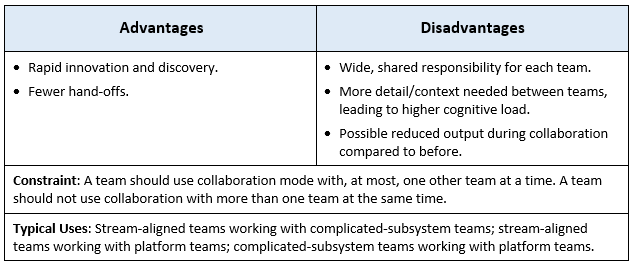 Advantages
Disadvantages
• Rapid innovation and discovery.
• Fewer hand-offs.
• Wide, shared responsibility for each team.
• More detail/context needed between teams,
leading to higher cognitive load.
• Possible reduced output during collaboration
compared to before.
Constraint: A team should use collaboration mode with, at most, one other team at a time. A team
should not use collaboration with more than one team at the same time.
Typical Uses: Stream-aligned teams working with complicated-subsystem teams; stream-aligned
teams working with platform teams; complicated-subsystem teams working with platform teams.